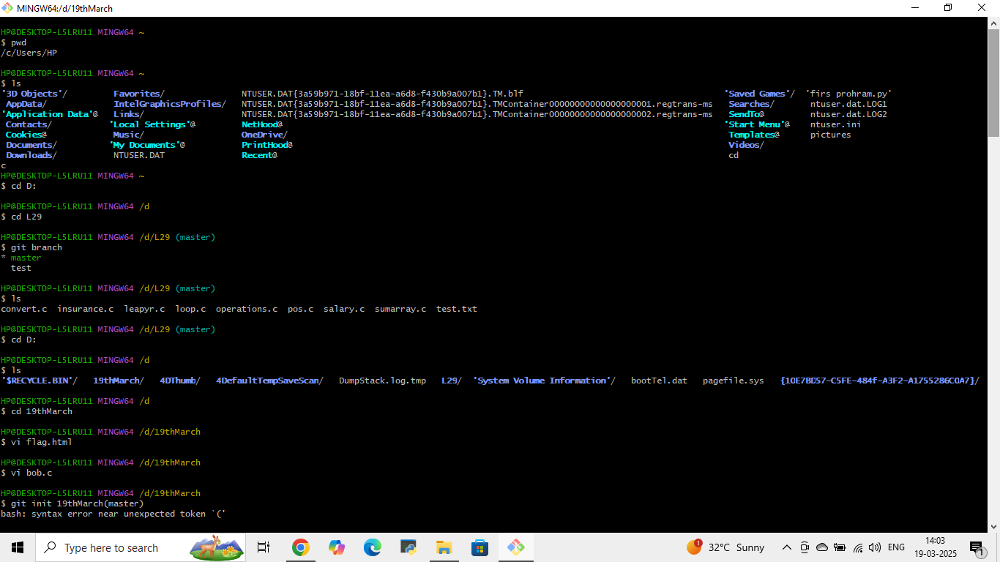 MINGW64:/d/19thMarch
HP@DESKTOP-L5LRU11 MINGW64 ~
$ pwd
/c/Users/HP
HP@DESKTOP-L5LRU11 MINGW64 ~
$ ls
'3D Objects'/ Favorites/ NTUSER.DAT{3a59b971-18bf-11ea-a6d8-f430b9a007b1}.TM.blf 'Saved Games'/ 'firs prohram.py'
AppData/ IntelGraphicsProfiles/ NTUSER.DAT{3a59b971-18bf-11ea-a6d8-f430b9a007b1}.TMContainer00000000000000000001.regtrans-ms Searches/ ntuser.dat.LOG1
'Application Data'@ Links/ NTUSER.DAT{3a59b971-18bf-11ea-a6d8-f430b9a007b1}.TMContainer00000000000000000002.regtrans-ms SendTo@ ntuser.dat.LOG2
Contacts/ 'Local Settings'@ NetHood@ 'Start Menu'@ ntuser.ini
Cookies@ Music/ OneDrive/ Templates@ pictures
Documents/ 'My Documents'@ PrintHood@ Videos/
Downloads/ NTUSER.DAT Recent@ cd
c
HP@DESKTOP-L5LRU11 MINGW64 ~
$ cd D:
HP@DESKTOP-L5LRU11 MINGW64 /d
$ cd L29
HP@DESKTOP-L5LRU11 MINGW64 /d/L29 (master)
$ git branch
* master
test
HP@DESKTOP-L5LRU11 MINGW64 /d/L29 (master)
$ ls
convert.c insurance.c leapyr.c loop.c operations.c pos.c salary.c sumarray.c test.txt
HP@DESKTOP-L5LRU11 MINGW64 /d/L29 (master)
$ cd D:
HP@DESKTOP-L5LRU11 MINGW64 /d
$ ls
'$RECYCLE.BIN'/ 19thMarch/ 4DThumb/ 4DefaultTempSaveScan/ DumpStack.log.tmp L29/ 'System Volume Information'/ bootTel.dat pagefile.sys {10E7BD57-C5FE-484f-A3F2-A1755286C0A7}/
HP@DESKTOP-L5LRU11 MINGW64 /d
$ cd 19thMarch
HP@DESKTOP-L5LRU11 MINGW64 /d/19thMarch
$ vi flag.html
HP@DESKTOP-L5LRU11 MINGW64 /d/19thMarch
$ vi bob.c
HP@DESKTOP-L5LRU11 MINGW64 /d/19thMarch
$ git init 19thMarch(master)
bash: syntax error near unexpected token `('
Type here to search
1
32°C Sunny
ENG
14:03
19-03-2025
1